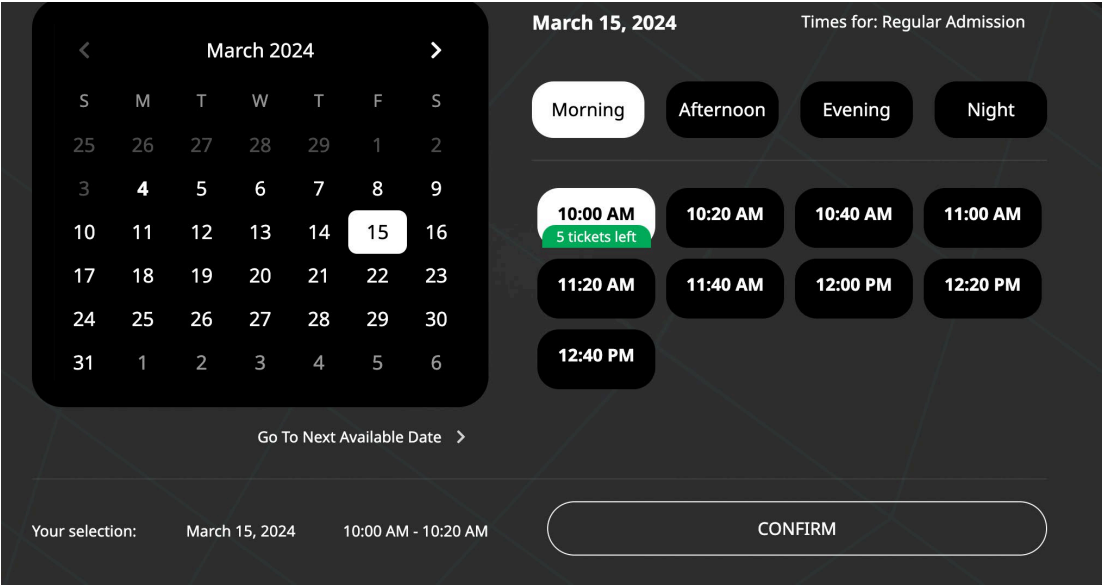 March 2024
S M T W T F S
25 26 27 28 29 1 2
3 4 5 6 7 8 9
10 11 12 13 14 15 16
17 18 19 20 21 22 23
24 25 26 27 28 29 30
31 1 2 3 4 5 6
Go To Next Available Date
March 15, 2024 Times for: Regular Admission
Morning Afternoon Evening Night
10:00 AM 10:20 AM 10:40 AM 11:00 AM
5 tickets left
11:20 AM 11:40 AM 12:00 PM 12:20 PM
12:40 PM
Your selection: March 15, 2024 10:00 AM - 10:20 AM
CONFIRM